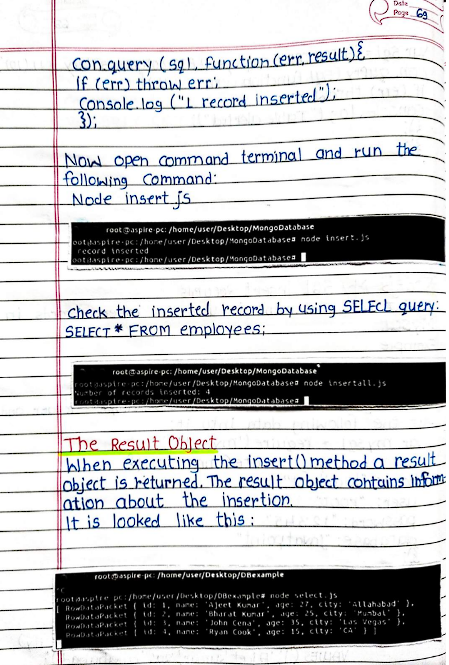 Date
Page 69
Con.query (sql, function (err, result){
If (err) throw err;
Console.log ("1 record inserted");
});
Now open command terminal and run the
following Command:
Node insert js
root@aspire-pc: /home/user/Desktop/MongoDatabase
root@aspire-pc:/home/user/Desktop/MongoDatabase# node insert.js
record inserted
root@aspire-pc:/home/user/Desktop/MongoDatabase#
Check the inserted record by using SELECL query:
SELECT * FROM employees;
root@aspire-pc: /home/user/Desktop/MongoDatabase
root@aspire-pc:/home/user/Desktop/MongoDatabase# node insertall.js
Number of records inserted: 4
root@aspire-pc:/home/user/Desktop/MongoDatabase#
The Result Object
When executing the insert() method a result
object is returned. The result object contains inform
ation about the insertion.
It is looked like this :
root@aspire-pc: /home/user/Desktop/DBexample
^C
root@aspire-pc:/home/user/Desktop/DBexample# node select.js
[ RowDataPacket { id: 1, name: 'Ajeet Kumar', age: 27, city: 'Allahabad' },
RowDataPacket { id: 2, name: 'Bharat Kumar', age: 25, city: 'Mumbai' },
RowDataPacket { id: 3, name: 'John Cena', age: 35, city: 'Las Vegas' },
RowDataPacket { id: 4, name: 'Ryan Cook', age: 15, city: 'CA' } ]